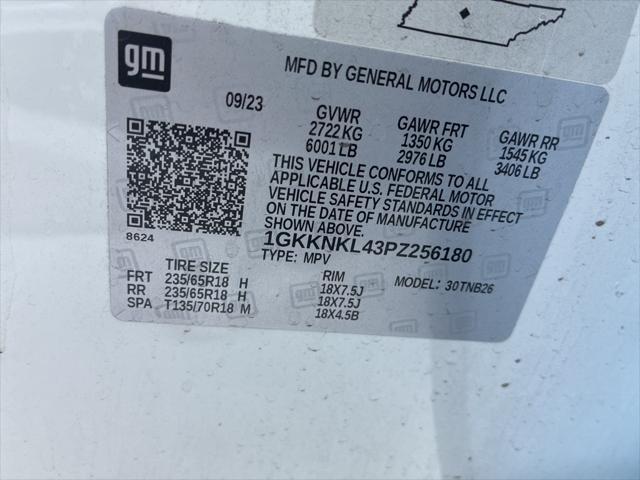 gm
MFD BY GENERAL MOTORS LLC
09/23
GVWR
2722 KG
6001 LB
GAWR FRT
1350 KG
2976 LB
GAWR RR
1545 KG
3406 LB
THIS VEHICLE CONFORMS TO ALL
APPLICABLE U.S. FEDERAL MOTOR
VEHICLE SAFETY STANDARDS IN EFFECT
ON THE DATE OF MANUFACTURE
SHOWN ABOVE.
8624
1GKKNKL43PZ256180
TYPE: MPV
TIRE SIZE
FRT 235/65R18 H
RR 235/65R18 H
SPA T135/70R18 M
RIM
18X7.5J
18X7.5J
18X4.5B
MODEL: 30TNB26